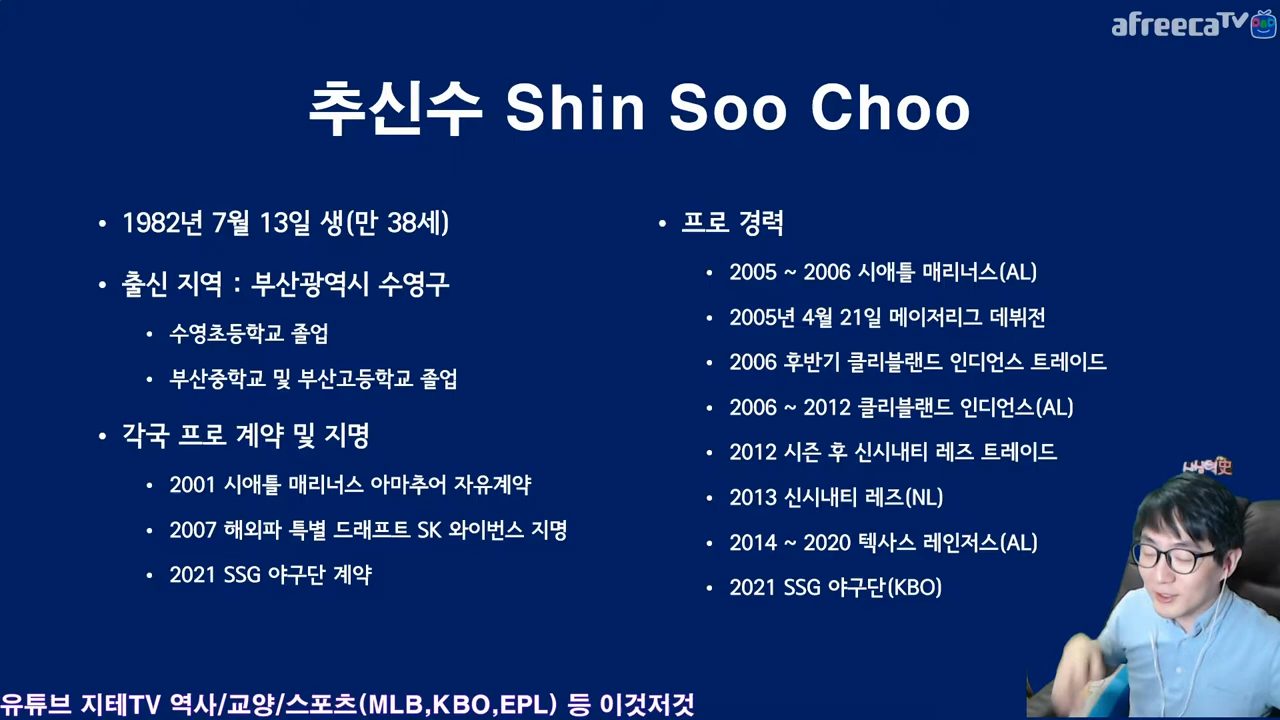 afreecaTV
추신수 Shin Soo Choo
• 1982년 7월 13일 생(만 38세)
• 출신 지역 : 부산광역시 수영구
• 수영초등학교 졸업
• 부산중학교 및 부산고등학교 졸업
• 각국 프로 계약 및 지명
• 2001 시애틀 매리너스 아마추어 자유계약
• 2007 해외파 특별 드래프트 SK 와이번스 지명
• 2021 SSG 야구단 계약
• 프로 경력
• 2005 ~ 2006 시애틀 매리너스(AL)
• 2005년 4월 21일 메이저리그 데뷔전
• 2006 후반기 클리블랜드 인디언스 트레이드
• 2006 ~ 2012 클리블랜드 인디언스(AL)
• 2012 시즌 후 신시내티 레즈 트레이드
• 2013 신시내티 레즈(NL)
• 2014 ~ 2020 텍사스 레인저스(AL)
• 2021 SSG 야구단(KBO)
유튜브 지테TV 역사/교양/스포츠(MLB,KBO,EPL) 등 이것저것